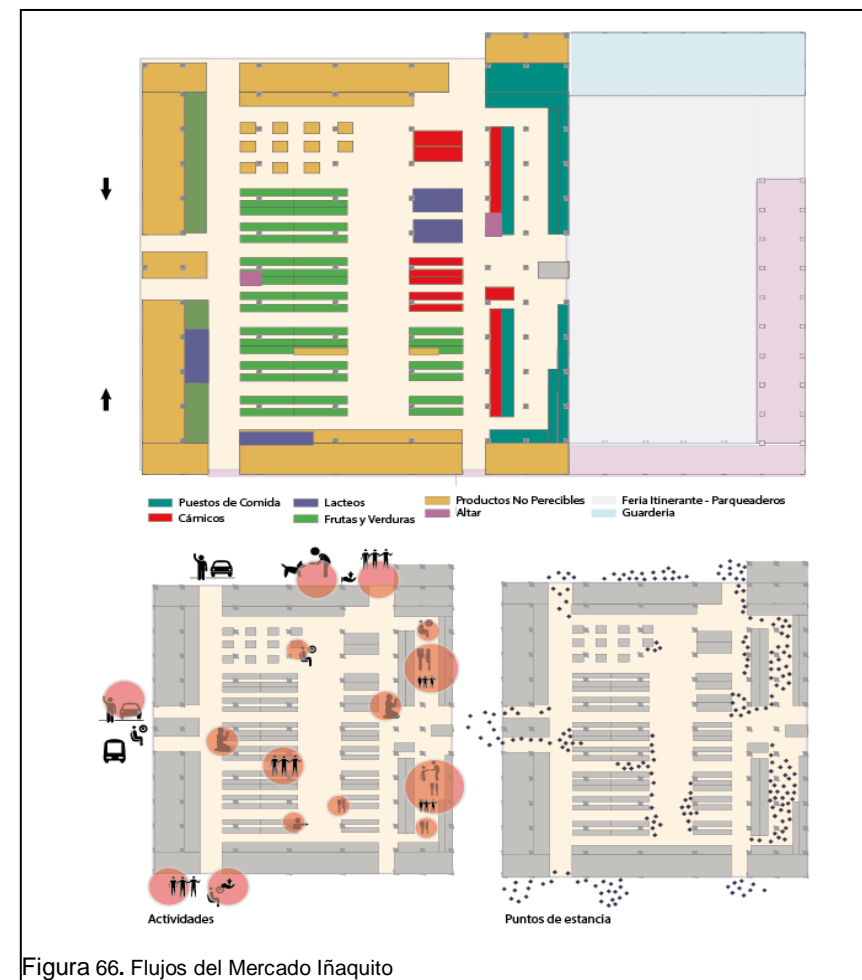 Puestos de Comida Lacteos Productos No Perecibles Feria Itinerante - Parqueaderos
Cárnicos Frutas y Verduras Altar Guarderia
Actividades Puntos de estancia
Figura 66. Flujos del Mercado Iñaquito